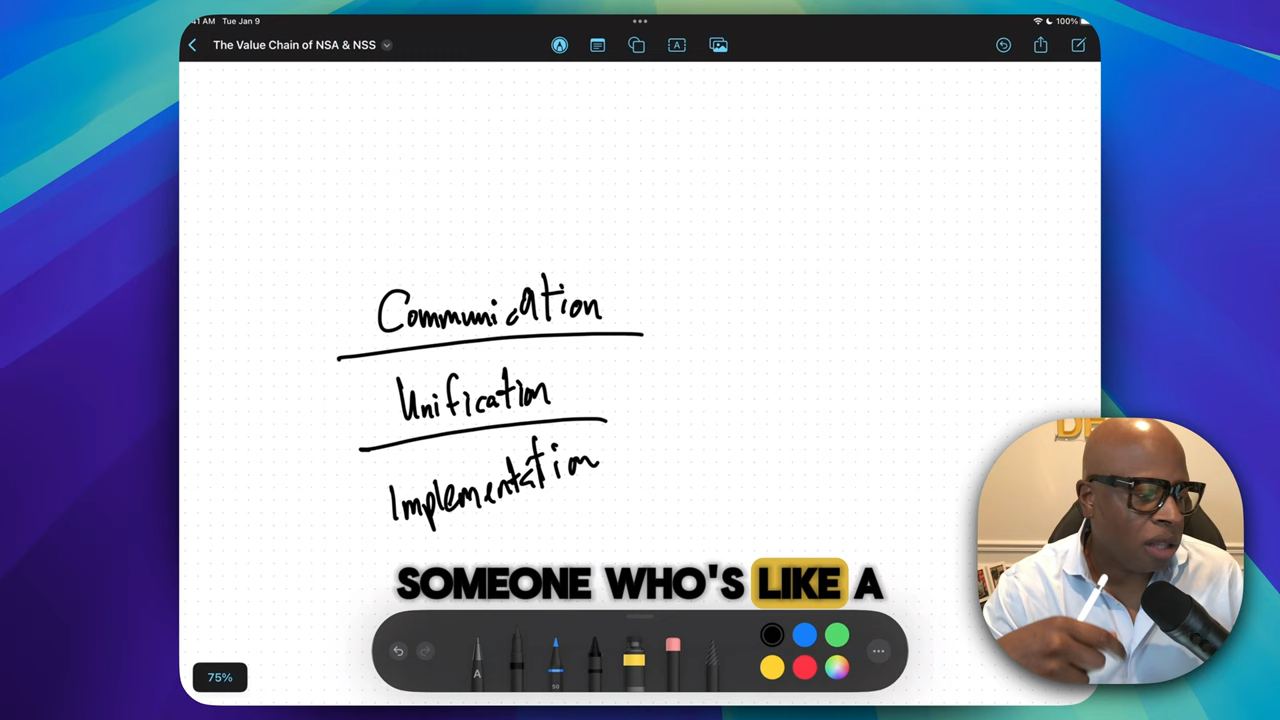 41 AM Tue Jan 9
100%
The Value Chain of NSA & NSS
A
Communication
Unification
Implementation
SOMEONE WHO'S LIKE A
A
50
75%